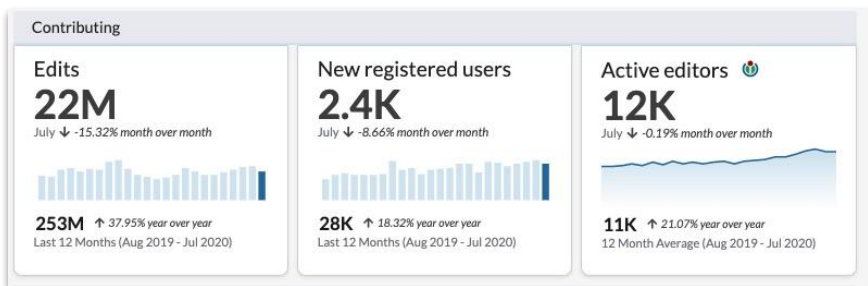 Contributing
Edits
22M
July ↓ -15.32% month over month
253M ↑ 37.95% year over year
Last 12 Months (Aug 2019 - Jul 2020)
New registered users
2.4K
July ↓ -8.66% month over month
28K ↑ 18.32% year over year
Last 12 Months (Aug 2019 - Jul 2020)
Active editors
12K
July ↓ -0.19% month over month
11K ↑ 21.07% year over year
12 Month Average (Aug 2019 - Jul 2020)